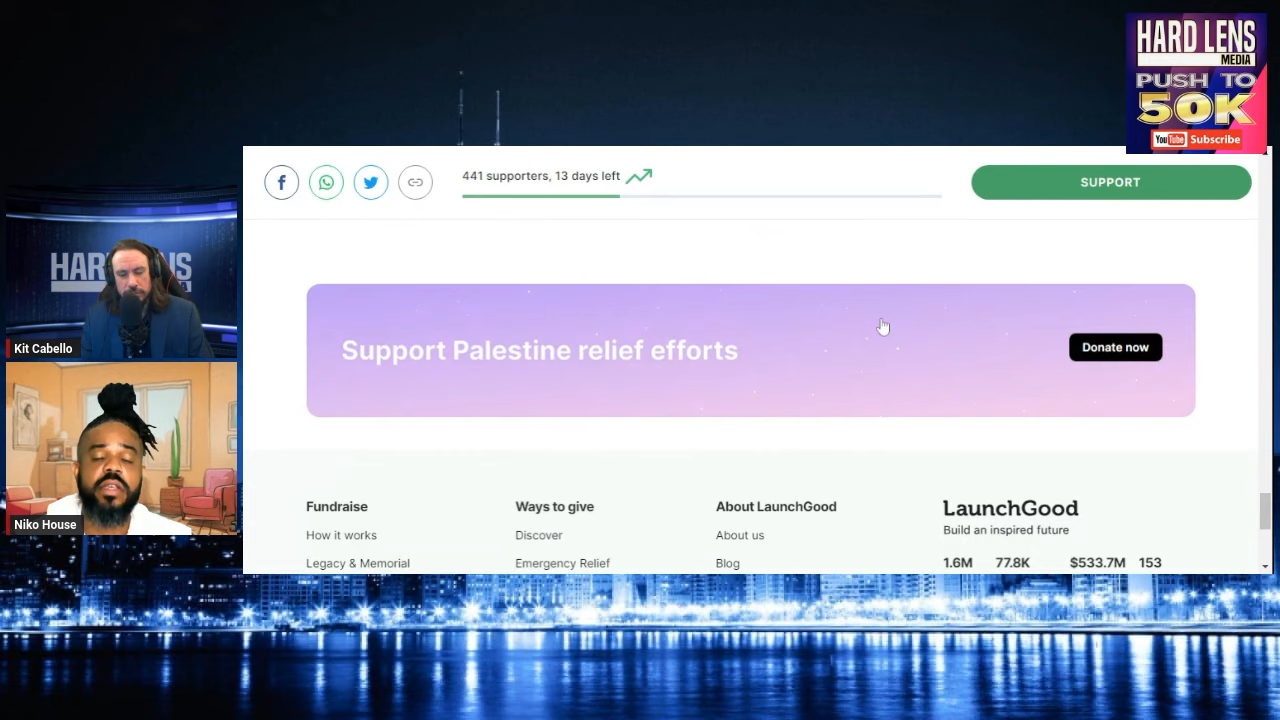 HARD LENS
MEDIA
PUSH TO
50K
YouTube Subscribe
441 supporters, 13 days left
SUPPORT
Support Palestine relief efforts
Donate now
Kit Cabello
Niko House
Fundraise
How it works
Legacy & Memorial
Ways to give
Discover
Emergency Relief
About LaunchGood
About us
Blog
LaunchGood
Build an inspired future
1.6M 77.8K $533.7M 153